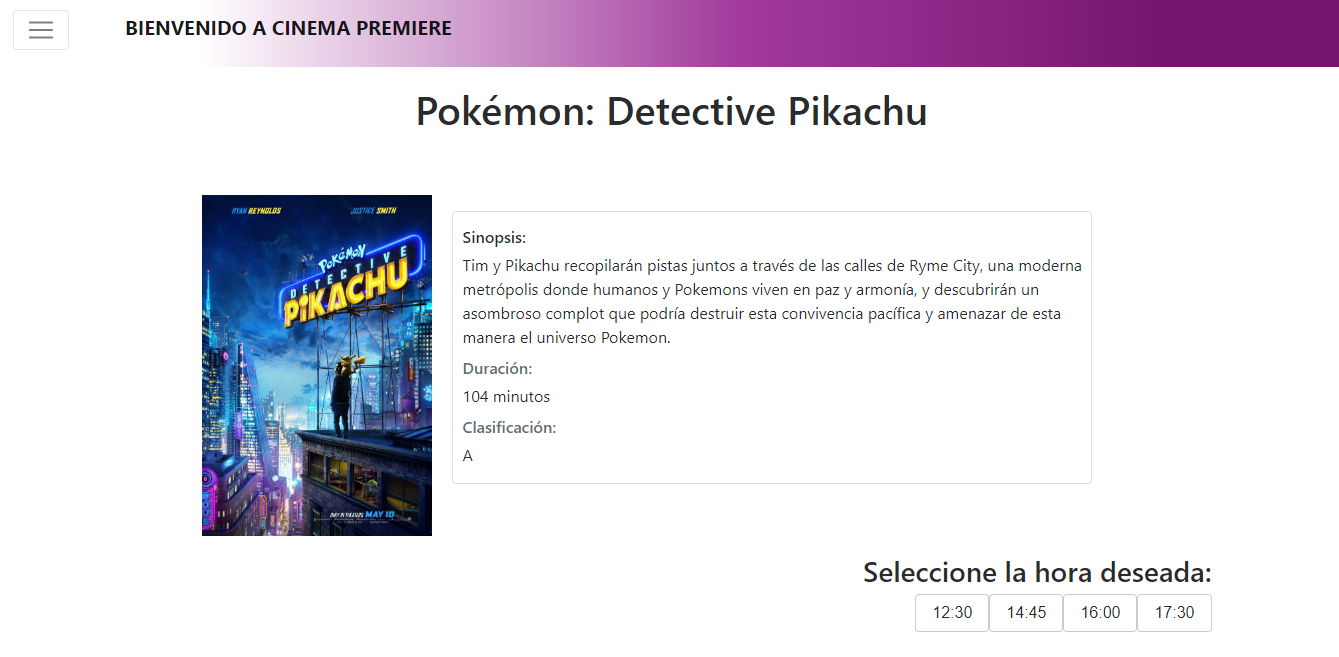 BIENVENIDO A CINEMA PREMIERE
Pokémon: Detective Pikachu
RYAN REYNOLDS JUSTICE SMITH
POKÉMON
DETECTIVE
PIKACHU
ONLY IN THEATERS MAY 10
Sinopsis:
Tim y Pikachu recopilarán pistas juntos a través de las calles de Ryme City, una moderna
metrópolis donde humanos y Pokemons viven en paz y armonía, y descubrirán un
asombroso complot que podría destruir esta convivencia pacífica y amenazar de esta
manera el universo Pokemon.
Duración:
104 minutos
Clasificación:
A
Seleccione la hora deseada:
12:30 14:45 16:00 17:30